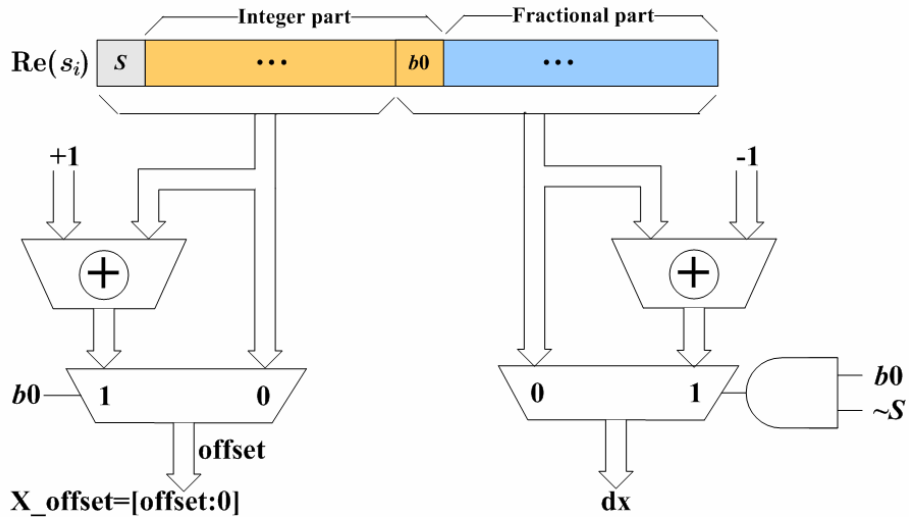 Integer part Fractional part
Re(s_i) S ... b0 ...
+1 -1
+ +
b0 1 0 0 1 b0
~S
offset
X_offset=[offset:0] dx